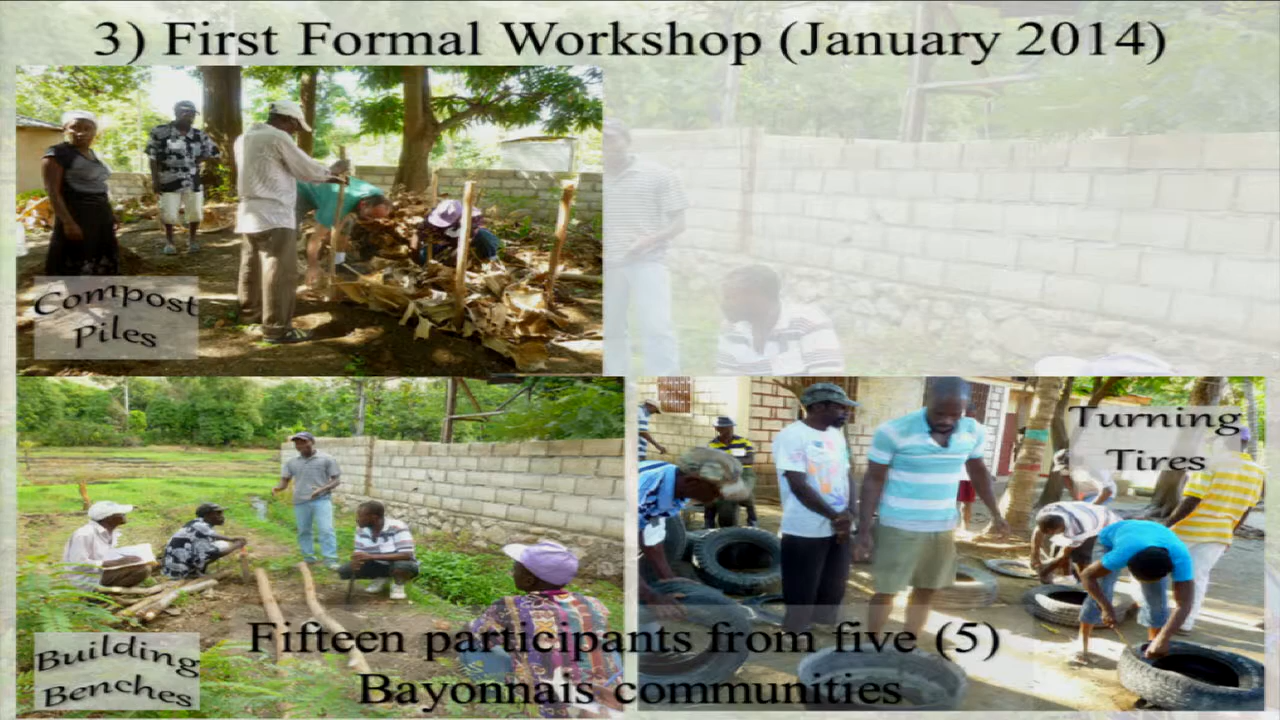 3) First Formal Workshop (January 2014)
Compost
Piles
Turning
Tires
Building
Benches
Fifteen participants from five (5)
Bayonnais communities